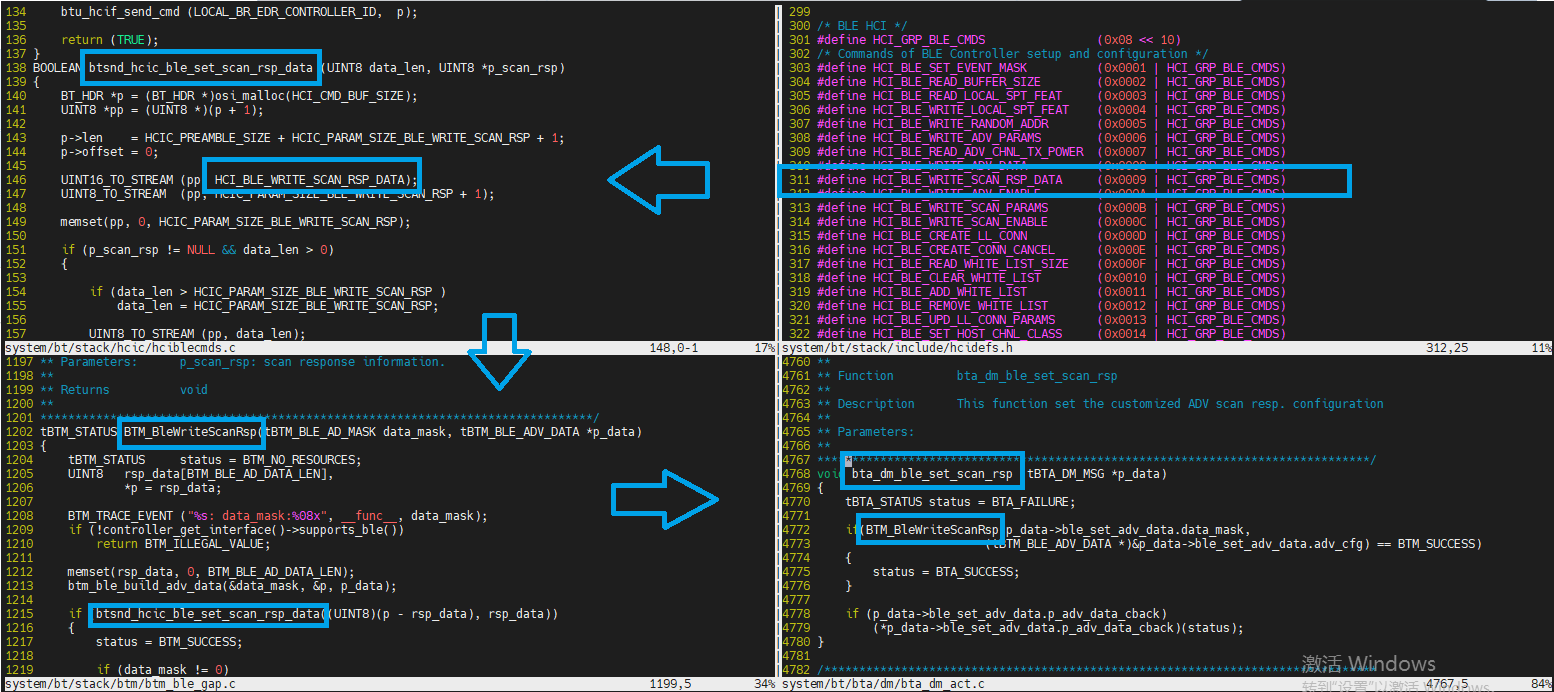 134     btu_hcif_send_cmd (LOCAL_BR_EDR_CONTROLLER_ID,  p);
135
136     return (TRUE);
137 }
138 BOOLEAN btsnd_hcic_ble_set_scan_rsp_data (UINT8 data_len, UINT8 *p_scan_rsp)
139 {
140     BT_HDR *p = (BT_HDR *)osi_malloc(HCI_CMD_BUF_SIZE);
141     UINT8 *pp = (UINT8 *)(p + 1);
142
143     p->len    = HCIC_PREAMBLE_SIZE + HCIC_PARAM_SIZE_BLE_WRITE_SCAN_RSP + 1;
144     p->offset = 0;
145
146     UINT16_TO_STREAM (pp, HCI_BLE_WRITE_SCAN_RSP_DATA);
147     UINT8_TO_STREAM  (pp, HCIC_PARAM_SIZE_BLE_WRITE_SCAN_RSP + 1);
148
149     memset(pp, 0, HCIC_PARAM_SIZE_BLE_WRITE_SCAN_RSP);
150
151     if (p_scan_rsp != NULL && data_len > 0)
152     {
153
154         if (data_len > HCIC_PARAM_SIZE_BLE_WRITE_SCAN_RSP )
155             data_len = HCIC_PARAM_SIZE_BLE_WRITE_SCAN_RSP;
156
157         UINT8_TO_STREAM (pp, data_len);
system/bt/stack/hcic/hciblecmds.c 148,0-1 17%
299
300 /* BLE HCI */
301 #define HCI_GRP_BLE_CMDS                (0x08 << 10)
302 /* Commands of BLE Controller setup and configuration */
303 #define HCI_BLE_SET_EVENT_MASK          (0x0001 | HCI_GRP_BLE_CMDS)
304 #define HCI_BLE_READ_BUFFER_SIZE        (0x0002 | HCI_GRP_BLE_CMDS)
305 #define HCI_BLE_READ_LOCAL_SPT_FEAT     (0x0003 | HCI_GRP_BLE_CMDS)
306 #define HCI_BLE_WRITE_LOCAL_SPT_FEAT    (0x0004 | HCI_GRP_BLE_CMDS)
307 #define HCI_BLE_WRITE_RANDOM_ADDR       (0x0005 | HCI_GRP_BLE_CMDS)
308 #define HCI_BLE_WRITE_ADV_PARAMS        (0x0006 | HCI_GRP_BLE_CMDS)
309 #define HCI_BLE_READ_ADV_CHNL_TX_POWER  (0x0007 | HCI_GRP_BLE_CMDS)
310 #define HCI_BLE_WRITE_ADV_DATA          (0x0008 | HCI_GRP_BLE_CMDS)
311 #define HCI_BLE_WRITE_SCAN_RSP_DATA     (0x0009 | HCI_GRP_BLE_CMDS)
312 #define HCI_BLE_WRITE_ADV_ENABLE        (0x000A | HCI_GRP_BLE_CMDS)
313 #define HCI_BLE_WRITE_SCAN_PARAMS       (0x000B | HCI_GRP_BLE_CMDS)
314 #define HCI_BLE_WRITE_SCAN_ENABLE       (0x000C | HCI_GRP_BLE_CMDS)
315 #define HCI_BLE_CREATE_LL_CONN          (0x000D | HCI_GRP_BLE_CMDS)
316 #define HCI_BLE_CREATE_CONN_CANCEL      (0x000E | HCI_GRP_BLE_CMDS)
317 #define HCI_BLE_READ_WHITE_LIST_SIZE    (0x000F | HCI_GRP_BLE_CMDS)
318 #define HCI_BLE_CLEAR_WHITE_LIST        (0x0010 | HCI_GRP_BLE_CMDS)
319 #define HCI_BLE_ADD_WHITE_LIST          (0x0011 | HCI_GRP_BLE_CMDS)
320 #define HCI_BLE_REMOVE_WHITE_LIST       (0x0012 | HCI_GRP_BLE_CMDS)
321 #define HCI_BLE_UPD_LL_CONN_PARAMS      (0x0013 | HCI_GRP_BLE_CMDS)
322 #define HCI_BLE_SET_HOST_CHNL_CLASS     (0x0014 | HCI_GRP_BLE_CMDS)
system/bt/stack/include/hcidefs.h 312,25 11%
1197 ** Parameters:      p_scan_rsp: scan response information.
1198 **
1199 ** Returns          void
1200 **
1201 *******************************************************************************/
1202 tBTM_STATUS BTM_BleWriteScanRsp(tBTM_BLE_AD_MASK data_mask, tBTM_BLE_ADV_DATA *p_data)
1203 {
1204     tBTM_STATUS     status = BTM_NO_RESOURCES;
1205     UINT8   rsp_data[BTM_BLE_AD_DATA_LEN],
1206             *p = rsp_data;
1207
1208     BTM_TRACE_EVENT ("%s: data_mask:%08x", __func__, data_mask);
1209     if (!controller_get_interface()->supports_ble())
1210         return BTM_ILLEGAL_VALUE;
1211
1212     memset(rsp_data, 0, BTM_BLE_AD_DATA_LEN);
1213     btm_ble_build_adv_data(&data_mask, &p, p_data);
1214
1215     if (btsnd_hcic_ble_set_scan_rsp_data((UINT8)(p - rsp_data), rsp_data))
1216     {
1217         status = BTM_SUCCESS;
1218
1219         if (data_mask != 0)
system/bt/stack/btm/btm_ble_gap.c 1199,5 34%
4760 **
4761 ** Function         bta_dm_ble_set_scan_rsp
4762 **
4763 ** Description      This function set the customized ADV scan resp. configuration
4764 **
4765 ** Parameters:
4766 **
4767 *******************************************************************************/
4768 void bta_dm_ble_set_scan_rsp (tBTA_DM_MSG *p_data)
4769 {
4770     tBTA_STATUS status = BTA_FAILURE;
4771
4772     if(BTM_BleWriteScanRsp(p_data->ble_set_adv_data.data_mask,
4773                         (tBTM_BLE_ADV_DATA *)&p_data->ble_set_adv_data.adv_cfg) == BTM_SUCCESS)
4774     {
4775         status = BTA_SUCCESS;
4776     }
4777
4778     if (p_data->ble_set_adv_data.p_adv_data_cback)
4779         (*p_data->ble_set_adv_data.p_adv_data_cback)(status);
4780 }
4781
4782 /*******************************************************************************
system/bt/bta/dm/bta_dm_act.c 4767,5 84%
激活 Windows
转到"设置"以激活 Windows。